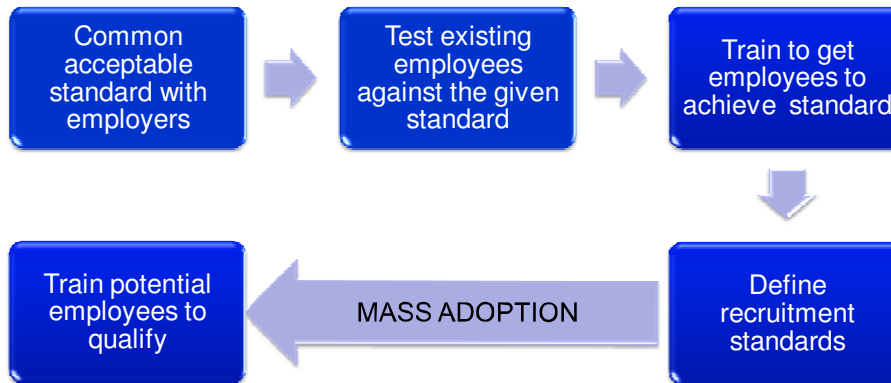 Common
acceptable
standard with
employers
Test existing
employees
against the given
standard
Train to get
employees to
achieve standard
Define
recruitment
standards
MASS ADOPTION
Train potential
employees to
qualify